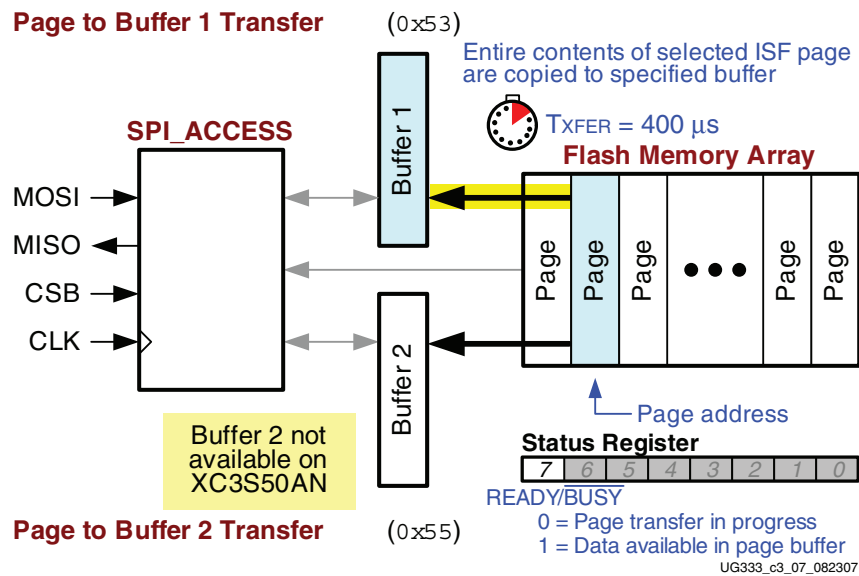 Page to Buffer 1 Transfer (0x53)
Entire contents of selected ISF page
are copied to specified buffer
TXFER = 400 μs
SPI_ACCESS
Flash Memory Array
Buffer 1
MOSI
MISO
CSB
CLK
Page
Page
Page
Page
Page
Buffer 2
Page address
Buffer 2 not
available on
XC3S50AN
Status Register
7 6 5 4 3 2 1 0
READY/BUSY
0 = Page transfer in progress
1 = Data available in page buffer
Page to Buffer 2 Transfer (0x55)
UG333_c3_07_082307